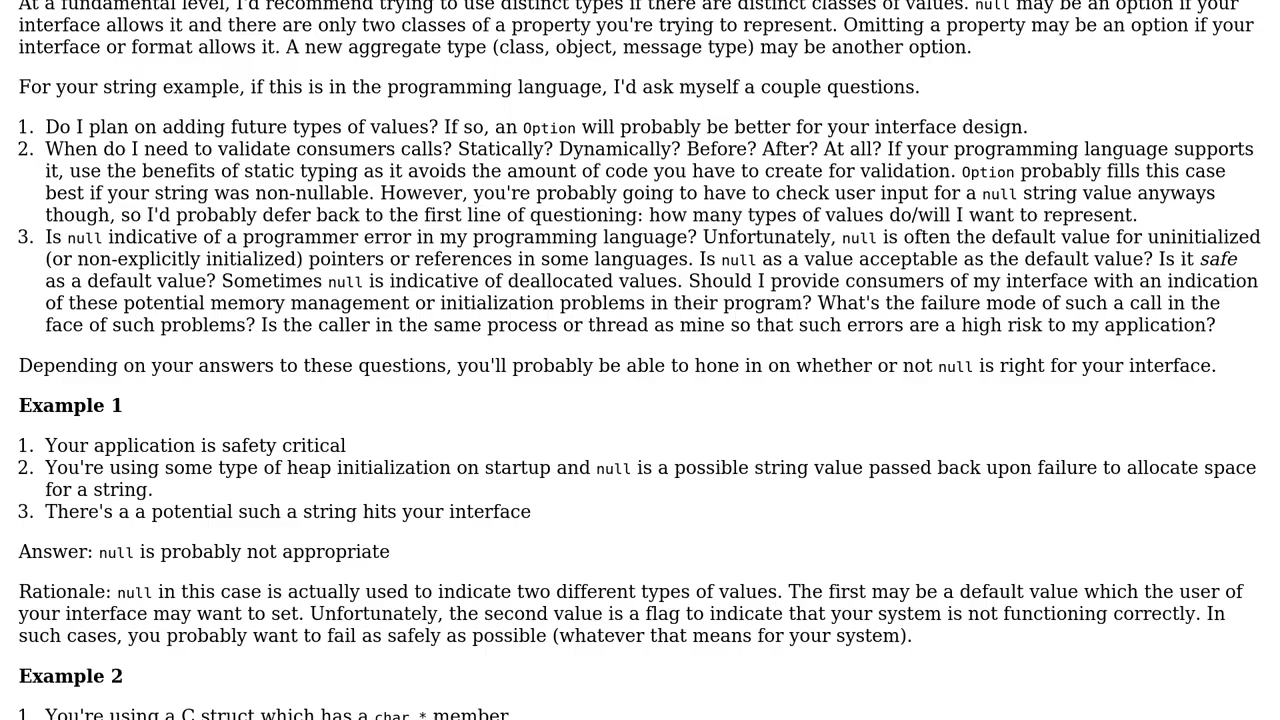 At a fundamental level, I'd recommend trying to use distinct types if there are distinct classes of values. null may be an option if your
interface allows it and there are only two classes of a property you're trying to represent. Omitting a property may be an option if your
interface or format allows it. A new aggregate type (class, object, message type) may be another option.
For your string example, if this is in the programming language, I'd ask myself a couple questions.
1. Do I plan on adding future types of values? If so, an Option will probably be better for your interface design.
2. When do I need to validate consumers calls? Statically? Dynamically? Before? After? At all? If your programming language supports
it, use the benefits of static typing as it avoids the amount of code you have to create for validation. Option probably fills this case
best if your string was non-nullable. However, you're probably going to have to check user input for a null string value anyways
though, so I'd probably defer back to the first line of questioning: how many types of values do/will I want to represent.
3. Is null indicative of a programmer error in my programming language? Unfortunately, null is often the default value for uninitialized
(or non-explicitly initialized) pointers or references in some languages. Is null as a value acceptable as the default value? Is it safe
as a default value? Sometimes null is indicative of deallocated values. Should I provide consumers of my interface with an indication
of these potential memory management or initialization problems in their program? What's the failure mode of such a call in the
face of such problems? Is the caller in the same process or thread as mine so that such errors are a high risk to my application?
Depending on your answers to these questions, you'll probably be able to hone in on whether or not null is right for your interface.
Example 1
1. Your application is safety critical
2. You're using some type of heap initialization on startup and null is a possible string value passed back upon failure to allocate space
for a string.
3. There's a a potential such a string hits your interface
Answer: null is probably not appropriate
Rationale: null in this case is actually used to indicate two different types of values. The first may be a default value which the user of
your interface may want to set. Unfortunately, the second value is a flag to indicate that your system is not functioning correctly. In
such cases, you probably want to fail as safely as possible (whatever that means for your system).
Example 2
1. You're using a C struct which has a char * member